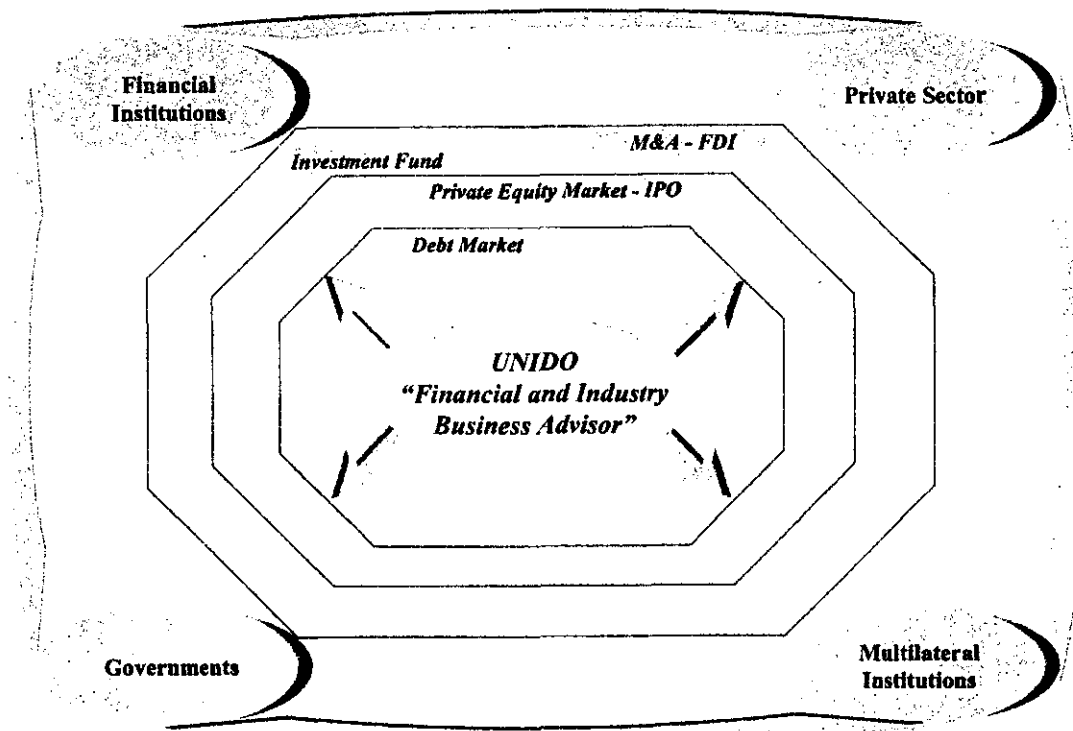 Financial
Institutions
Private Sector
M&A - FDI
Investment Fund
Private Equity Market - IPO
Debt Market
UNIDO
“Financial and Industry
Business Advisor”
Governments
Multilateral
Institutions